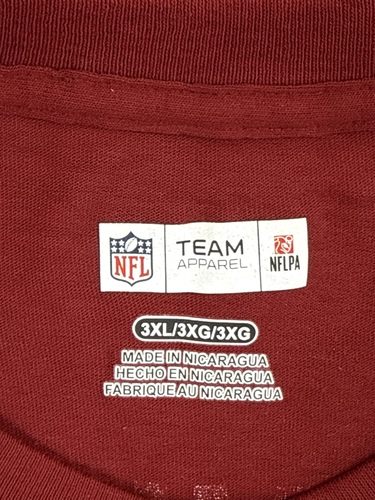 NFL
TEAM
APPAREL
NFLPA
3XL/3XG/3XG
MADE IN NICARAGUA
HECHO EN NICARAGUA
FABRIQUE AU NICARAGUA